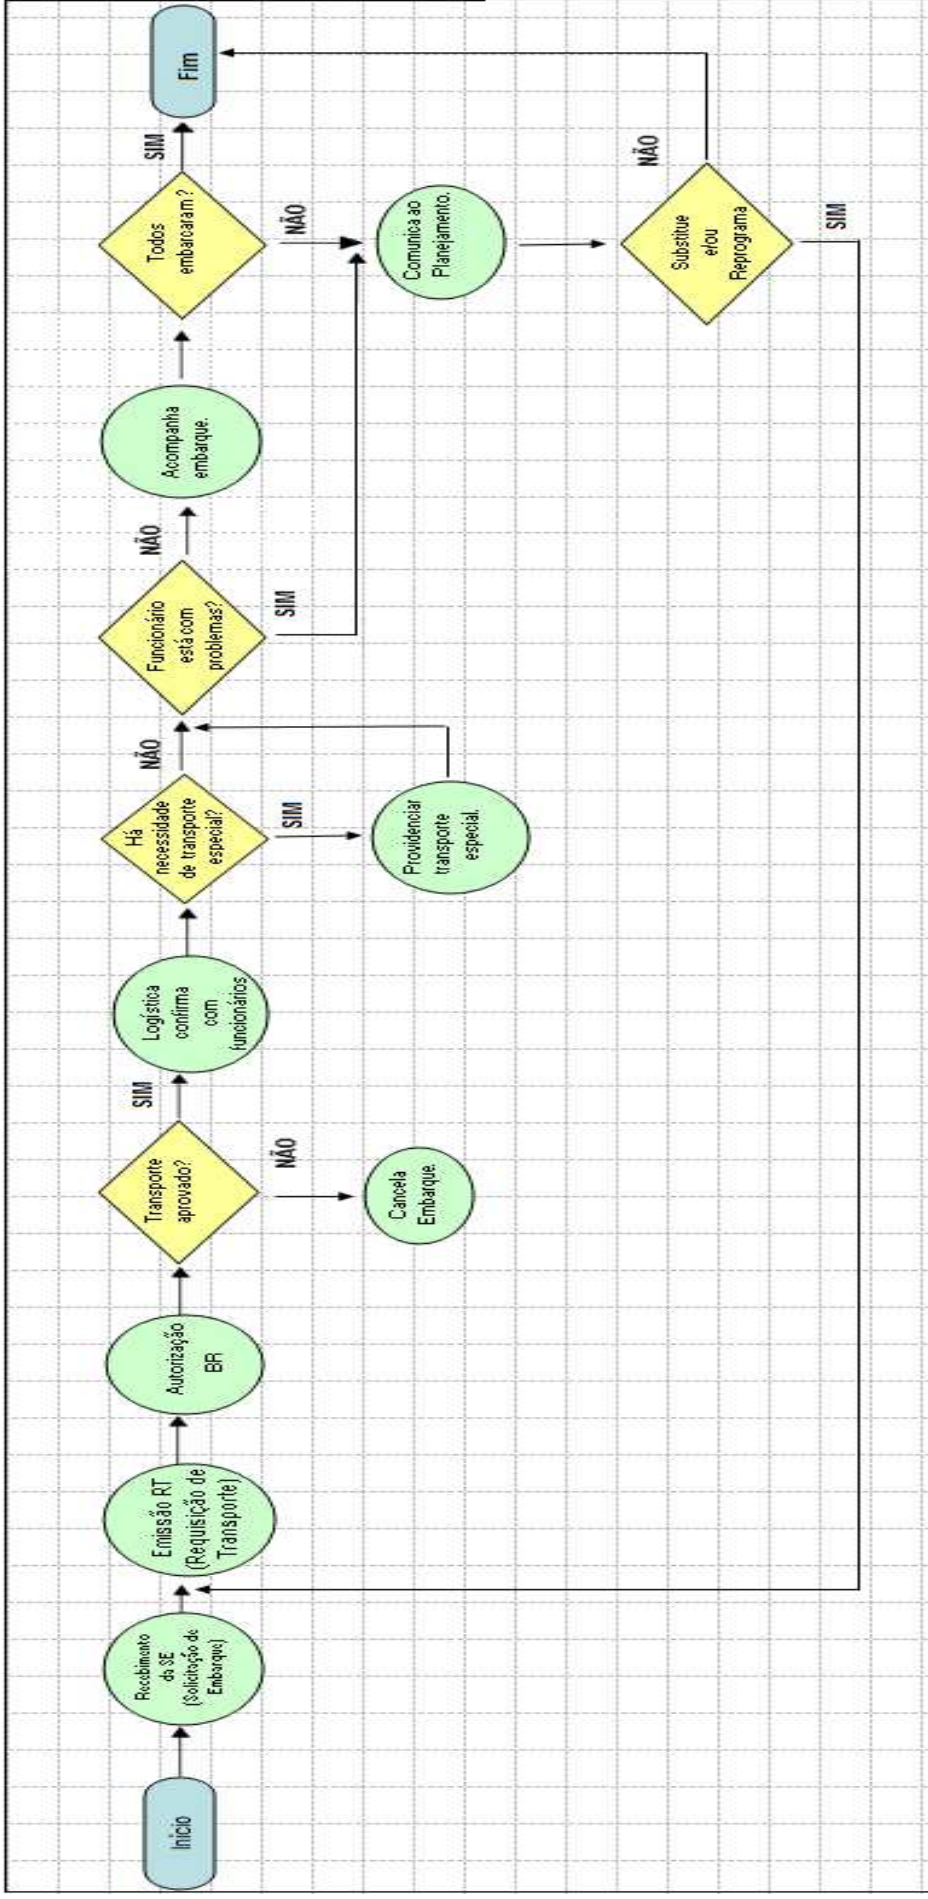 Início
Recebimento
da SE
(Solicitação de
Embarque)
Emissão RT
(Requisição de
Transporte)
Autorização
BR
Transporte
aprovado?
SIM
NÃO
Cancela
Embarque.
Logística
confirma
com
funcionários
Há
necessidade
de transporte
especial?
NÃO
SIM
Providenciar
transporte
especial.
Funcionário
está com
problemas?
NÃO
SIM
Acompanha
embarque.
Todos
embarcaram?
SIM
NÃO
Fim
Comunica ao
Planejamento.
Substitue
e/ou
Reprograma
NÃO
SIM